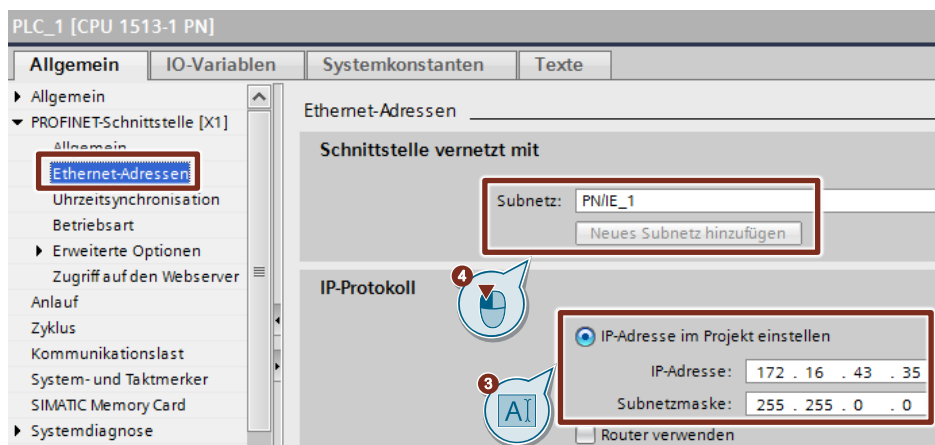 PLC_1 [CPU 1513-1 PN]
Allgemein IO-Variablen Systemkonstanten Texte
Allgemein
PROFINET-Schnittstelle [X1]
Allgemein
Ethernet-Adressen
Uhrzeitsynchronisation
Betriebsart
Erweiterte Optionen
Zugriff auf den Webserver
Anlauf
Zyklus
Kommunikationslast
System- und Taktmerker
SIMATIC Memory Card
Systemdiagnose
Ethernet-Adressen
Schnittstelle vernetzt mit
Subnetz: PN/IE_1
Neues Subnetz hinzufügen
4
IP-Protokoll
IP-Adresse im Projekt einstellen
IP-Adresse: 172 . 16 . 43 . 35
3
A
Subnetzmaske: 255 . 255 . 0 . 0
Router verwenden